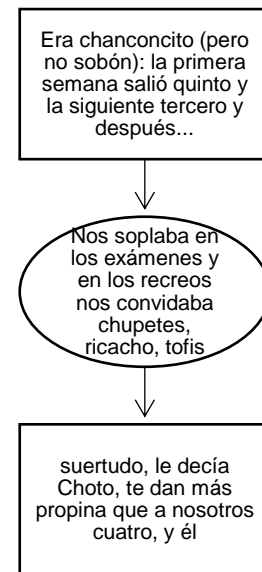 Era chanconcito (pero
no sobón): la primera
semana salió quinto y
la siguiente tercero y
después...
Nos soplaba en
los exámenes y
en los recreos
nos convidaba
chupetes,
ricacho, tofis
suertudo, le decía
Choto, te dan más
propina que a nosotros
cuatro, y él